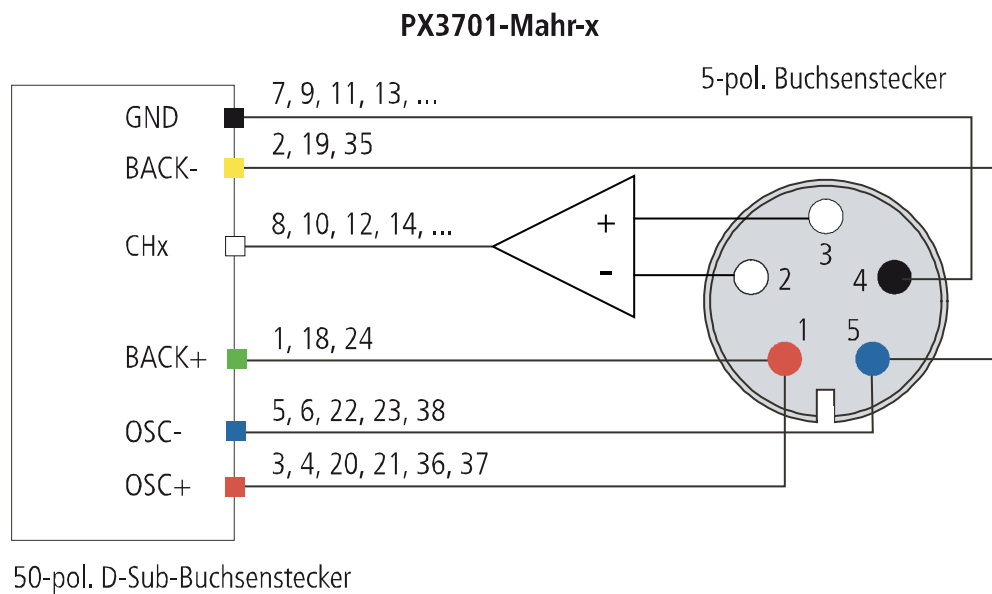 PX3701-Mahr-x
5-pol. Buchsenstecker
GND
7, 9, 11, 13, ...
BACK-
2, 19, 35
CHx
8, 10, 12, 14, ...
+
-
3
2
4
1
5
BACK+
1, 18, 24
OSC-
5, 6, 22, 23, 38
OSC+
3, 4, 20, 21, 36, 37
50-pol. D-Sub-Buchsenstecker